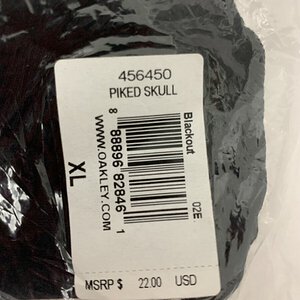 456450
PIKED SKULL
Blackout
02E
8 88896 82846 1
WWW.OAKLEY.COM
XL
MSRP $ 22.00 USD